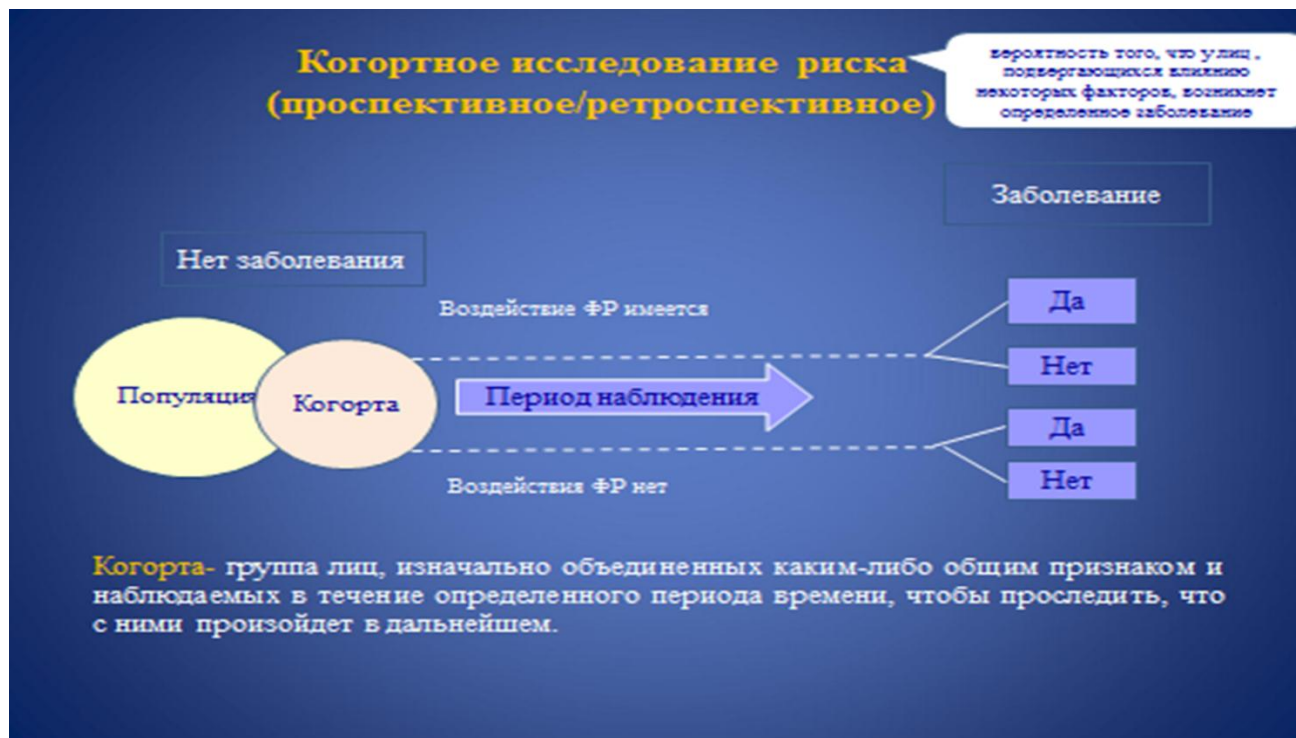 Когортное исследование риска
(проспективное/ретроспективное)
вероятность того, что у лиц ,
подвергающихся влиянию
некоторых факторов, возникнет
определенное заболевание
Заболевание
Нет заболевания
Воздействие ФР имеется
Да
Нет
Популяция
Когорта
Период наблюдения
Да
Нет
Воздействия ФР нет
Когорта- группа лиц, изначально объединенных каким-либо общим признаком и
наблюдаемых в течение определенного периода времени, чтобы проследить, что
с ними произойдет в дальнейшем.